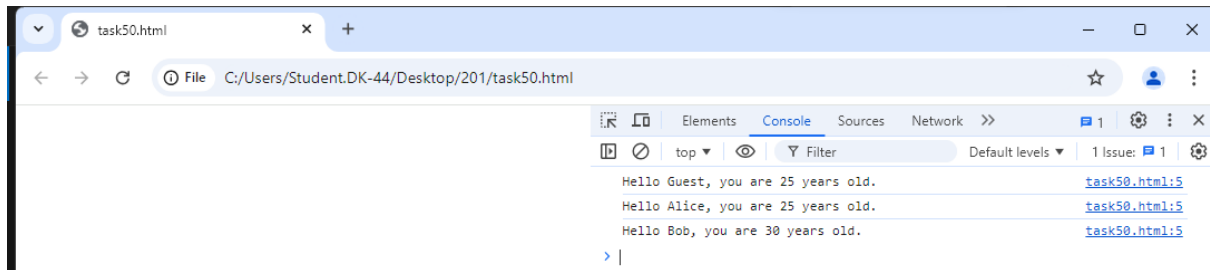 task50.html
File C:/Users/Student.DK-44/Desktop/201/task50.html
Elements Console Sources Network 1
top Filter Default levels 1 Issue: 1
Hello Guest, you are 25 years old. task50.html:5
Hello Alice, you are 25 years old. task50.html:5
Hello Bob, you are 30 years old. task50.html:5